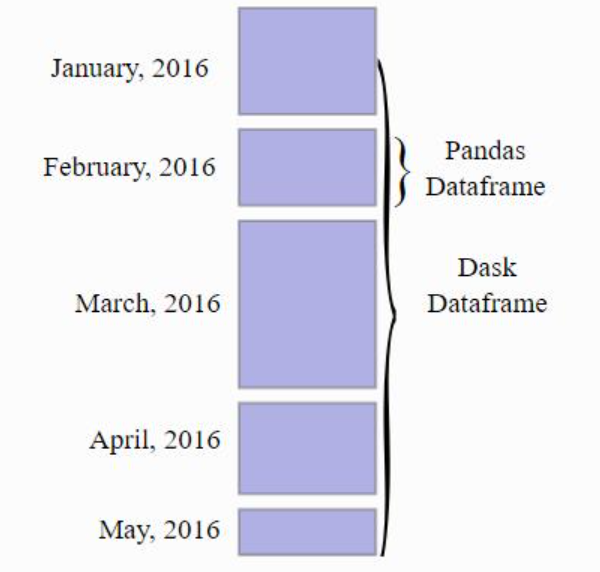 January, 2016
February, 2016
Pandas
Dataframe
Dask
Dataframe
March, 2016
April, 2016
May, 2016